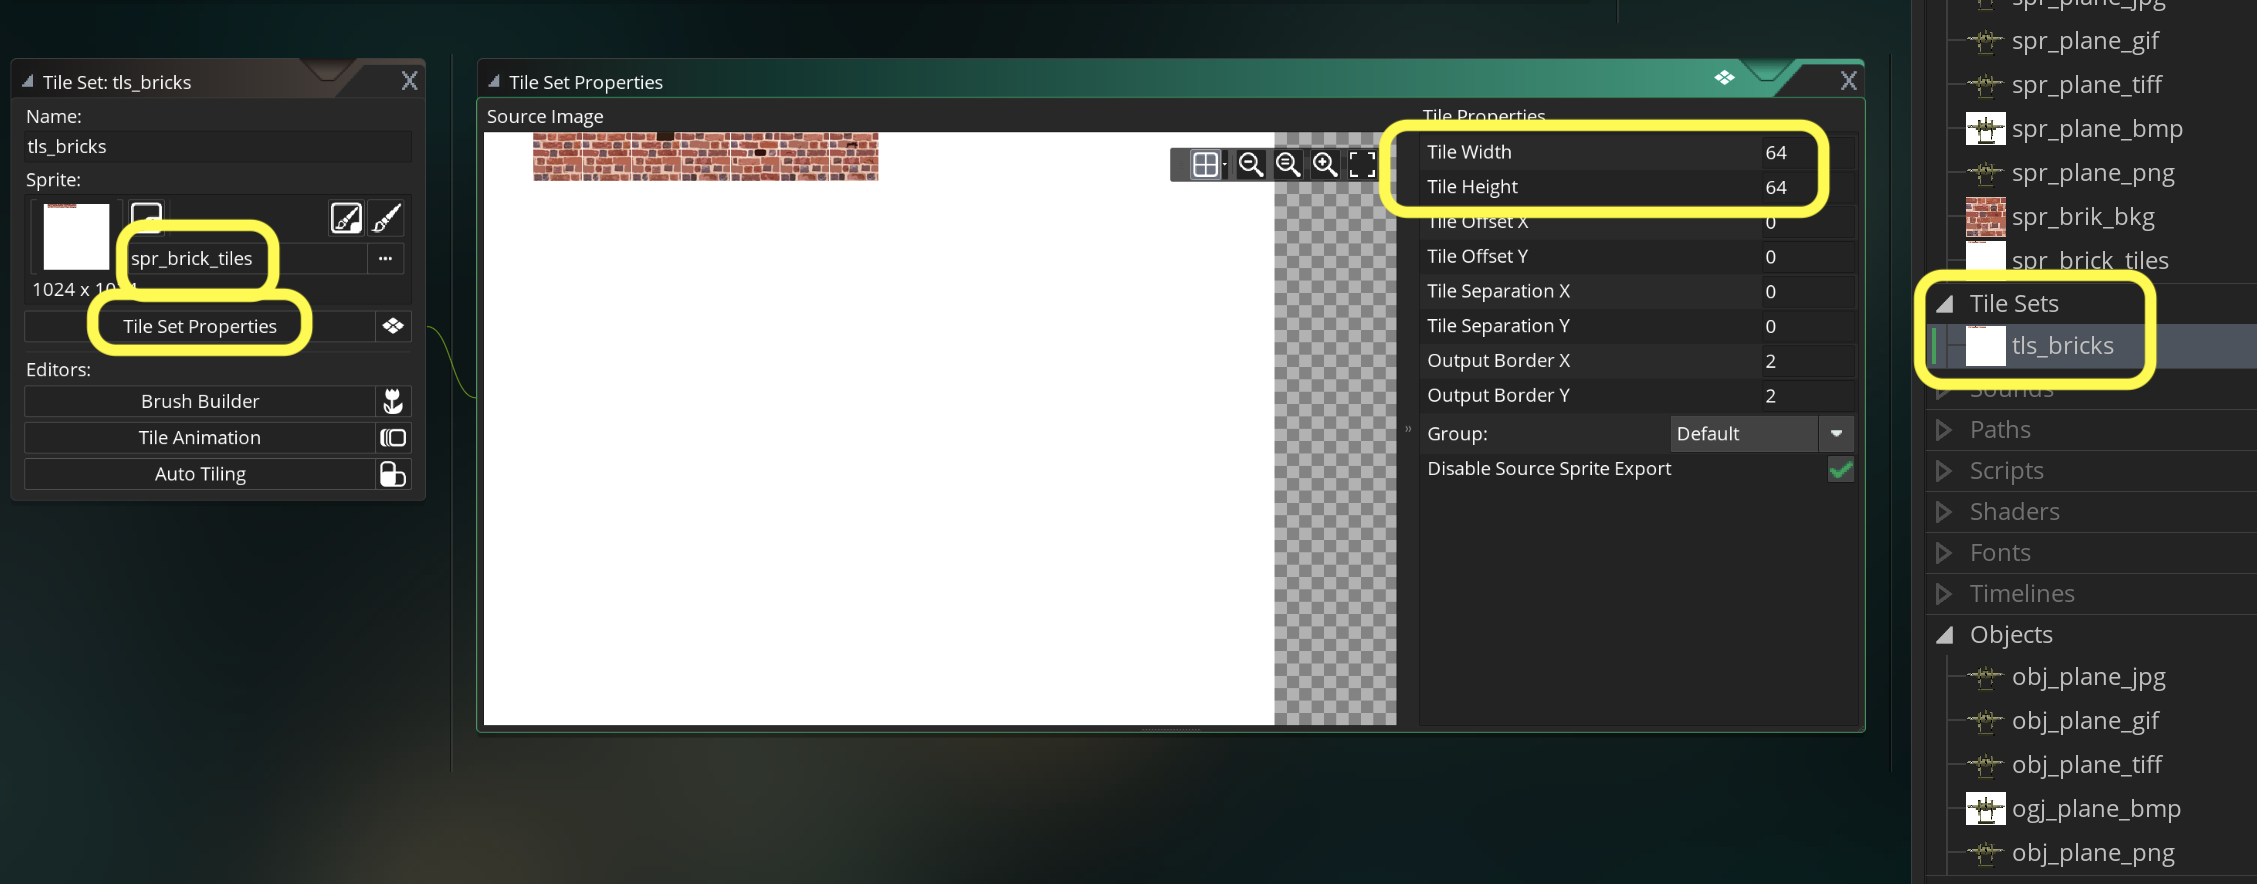 Tile Set: tls_bricks
X
Name:
tls_bricks
Sprite:
spr_brick_tiles
...
1024 x
Tile Set Properties
Editors:
Brush Builder
Tile Animation
Auto Tiling
Tile Set Properties
X
Source Image
Tile Properties
Tile Width 64
Tile Height 64
Tile Offset X 0
Tile Offset Y 0
Tile Separation X 0
Tile Separation Y 0
Output Border X 2
Output Border Y 2
Group: Default
Disable Source Sprite Export
spr_plane_jpg
spr_plane_gif
spr_plane_tiff
spr_plane_bmp
spr_plane_png
spr_brik_bkg
spr_brick_tiles
Tile Sets
tls_bricks
Sounds
Paths
Scripts
Shaders
Fonts
Timelines
Objects
obj_plane_jpg
obj_plane_gif
obj_plane_tiff
ogj_plane_bmp
obj_plane_png